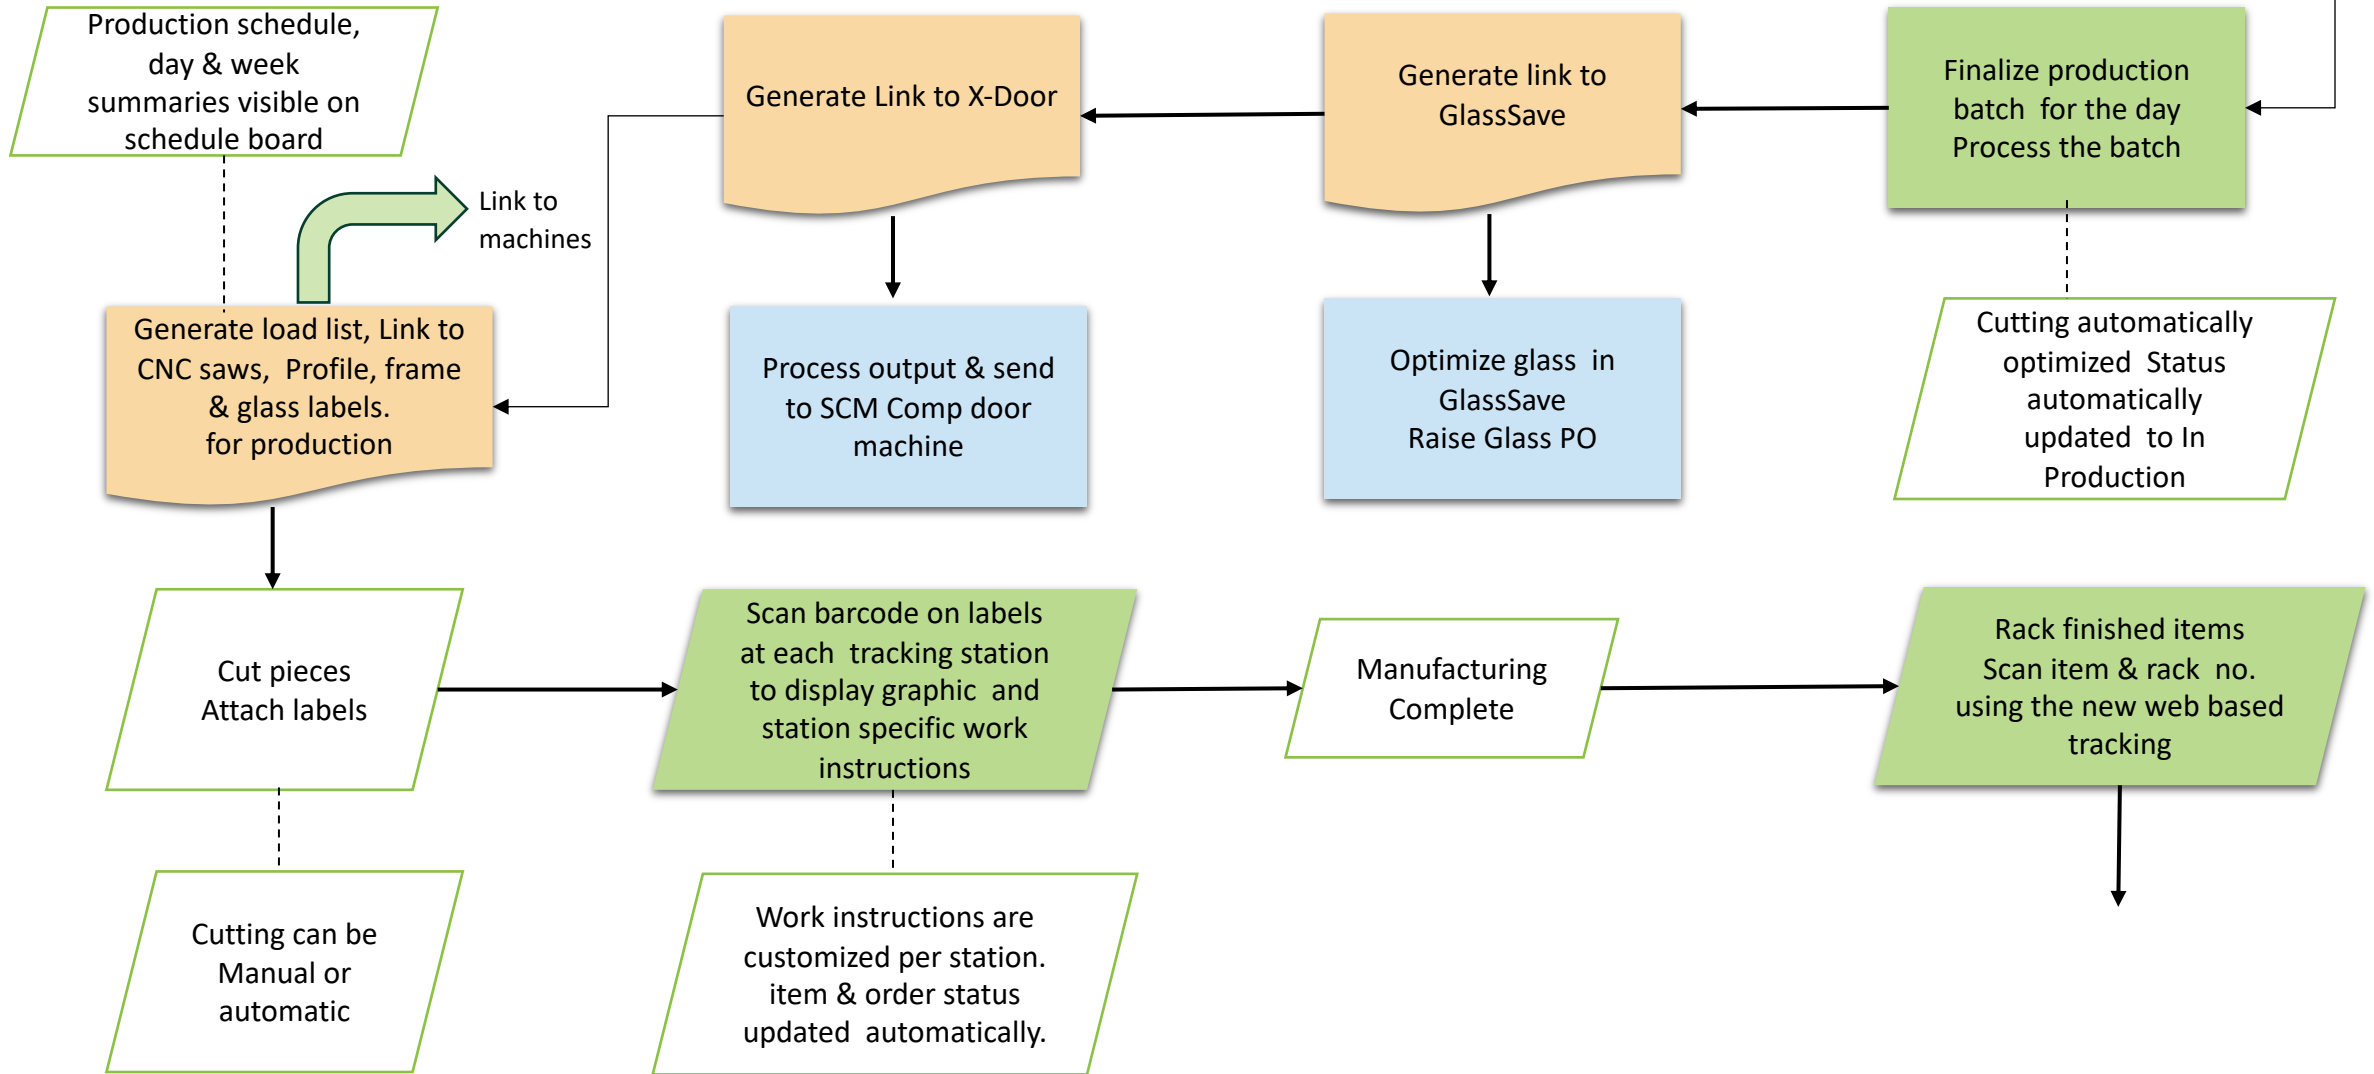 Production schedule,
day & week
summaries visible on
schedule board
Generate Link to X-Door
Generate link to
GlassSave
Finalize production
batch for the day
Process the batch
Link to
machines
Generate load list, Link to
CNC saws, Profile, frame
& glass labels.
for production
Process output & send
to SCM Comp door
machine
Optimize glass in
GlassSave
Raise Glass PO
Cutting automatically
optimized Status
automatically
updated to In
Production
Cut pieces
Attach labels
Scan barcode on labels
at each tracking station
to display graphic and
station specific work
instructions
Manufacturing
Complete
Rack finished items
Scan item & rack no.
using the new web based
tracking
Cutting can be
Manual or
automatic
Work instructions are
customized per station.
item & order status
updated automatically.